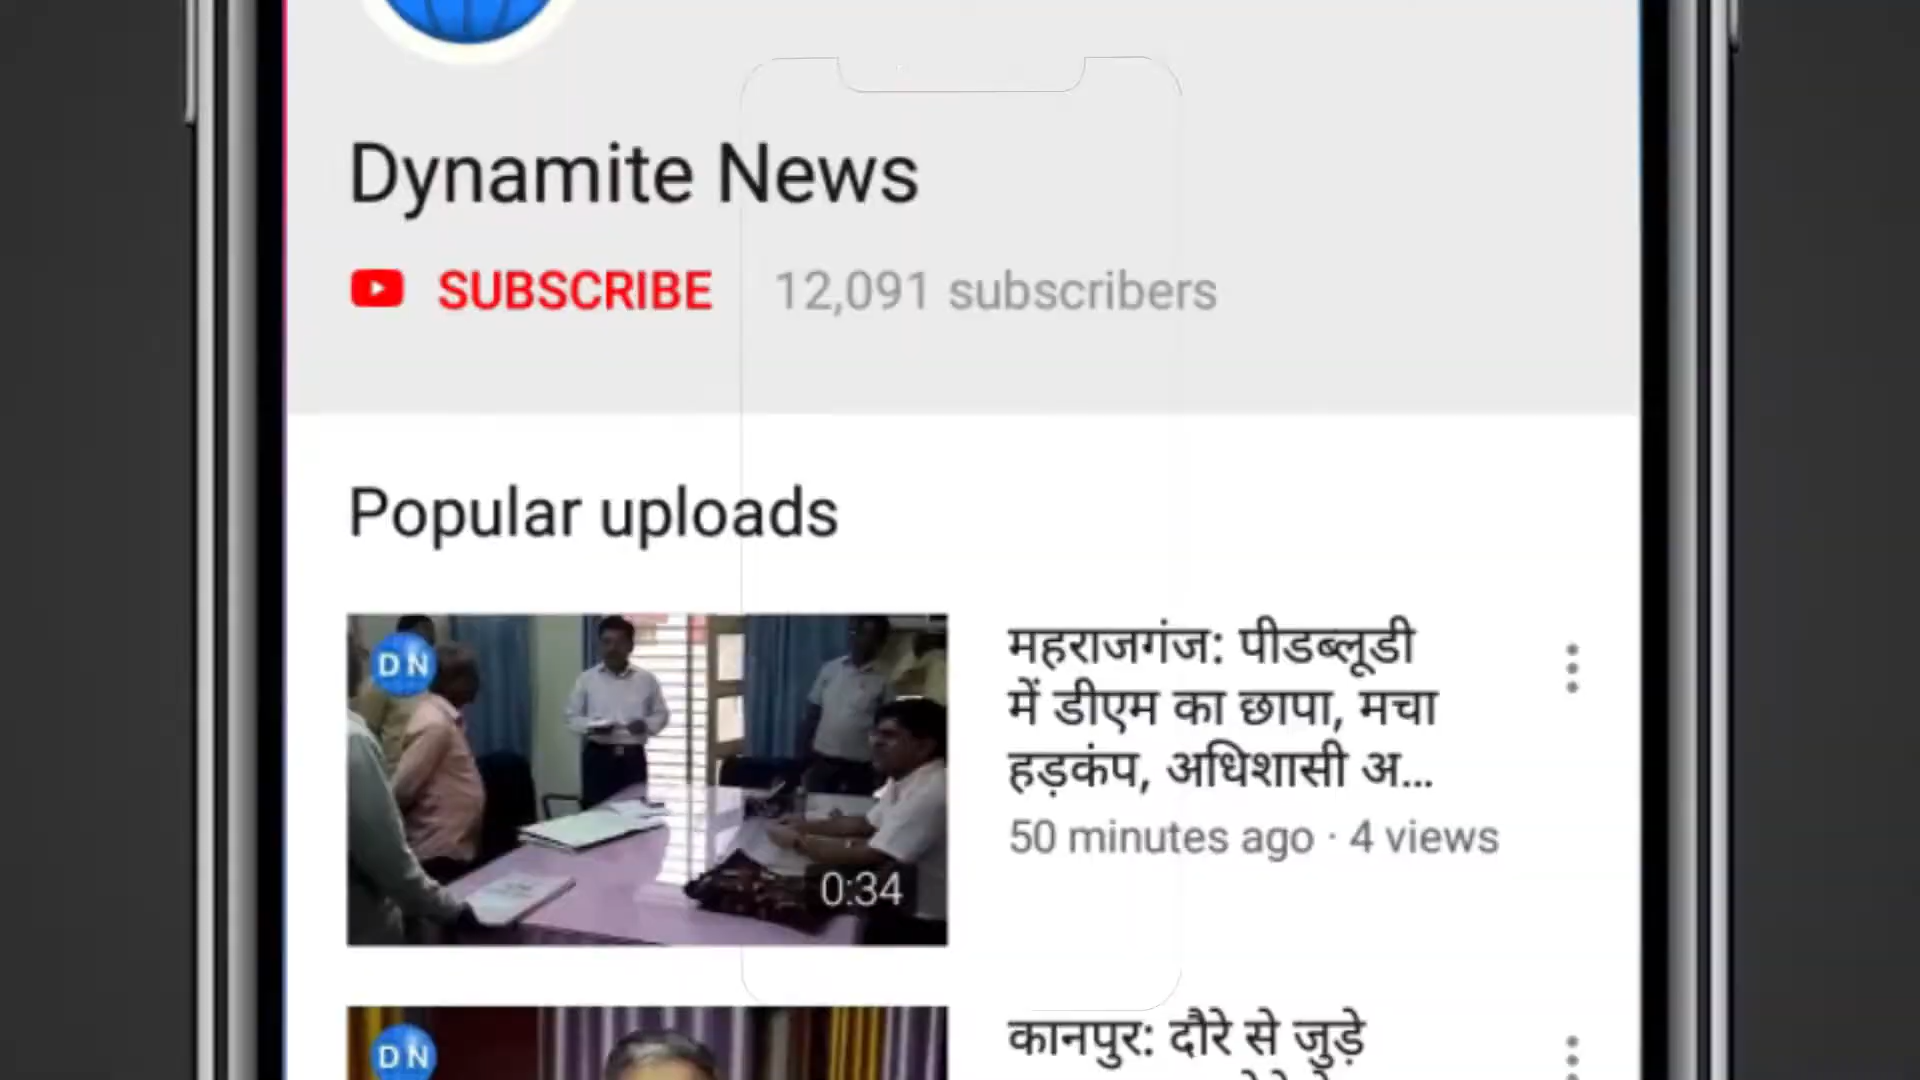 Dynamite News
SUBSCRIBE 12,091 subscribers
Popular uploads
DN
महराजगंज: पीडब्लूडी
में डीएम का छापा, मचा
हड़कंप, अधिशासी अ...
50 minutes ago · 4 views
0:34
DN
कानपुर: दौरे से जुड़े